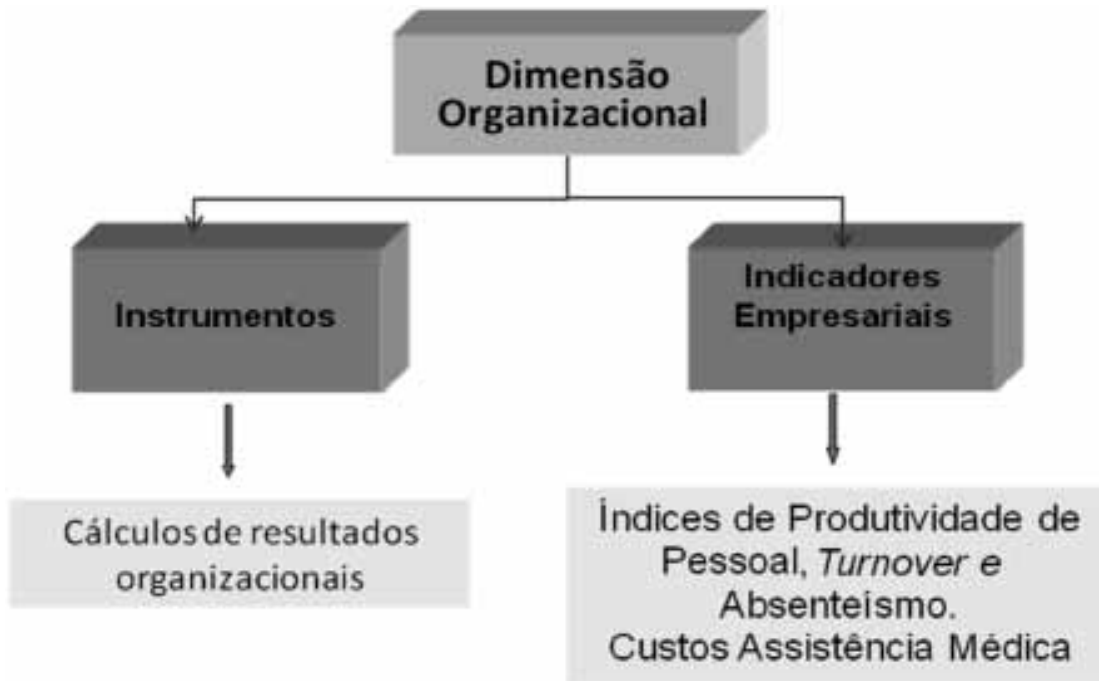 Dimensão
Organizacional
Instrumentos
Indicadores
Empresariais
Cálculos de resultados
organizacionais
Índices de Produtividade de
Pessoal, Turnover e
Absenteísmo.
Custos Assistência Médica